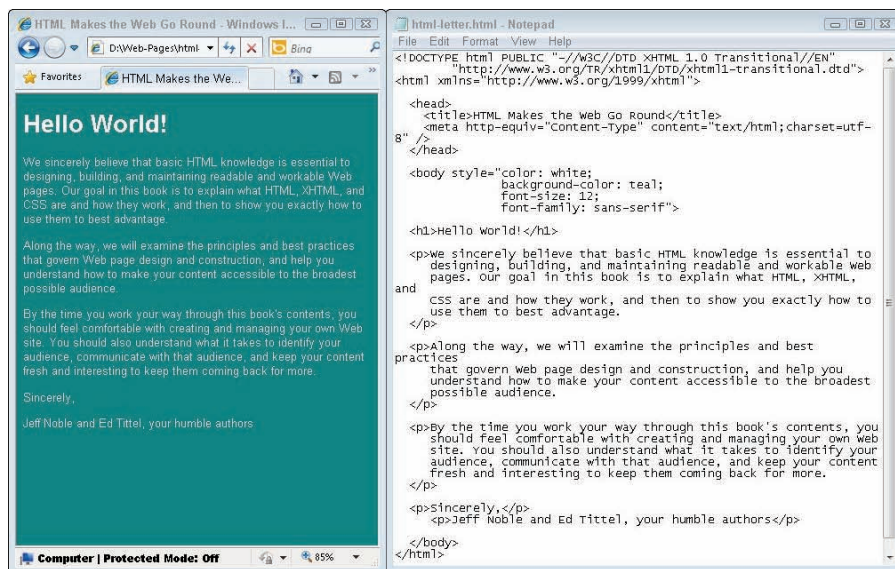 HTML Makes the Web Go Round - Windows I...
D:\Web-Pages\html-
Bing
Favorites
HTML Makes the We...
Hello World!
We sincerely believe that basic HTML knowledge is essential to
designing, building, and maintaining readable and workable Web
pages. Our goal in this book is to explain what HTML, XHTML, and
CSS are and how they work, and then to show you exactly how to
use them to best advantage.
Along the way, we will examine the principles and best practices
that govern Web page design and construction, and help you
understand how to make your content accessible to the broadest
possible audience.
By the time you work your way through this book's contents, you
should feel comfortable with creating and managing your own Web
site. You should also understand what it takes to identify your
audience, communicate with that audience, and keep your content
fresh and interesting to keep them coming back for more.
Sincerely,
Jeff Noble and Ed Tittel, your humble authors
Computer | Protected Mode: Off
85%
html-letter.html - Notepad
File Edit Format View Help
<!DOCTYPE html PUBLIC "-//W3C//DTD XHTML 1.0 Transitional//EN"
"http://www.w3.org/TR/xhtml1/DTD/xhtml1-transitional.dtd">
<html xmlns="http://www.w3.org/1999/xhtml">
<head>
<title>HTML Makes the Web Go Round</title>
<meta http-equiv="Content-Type" content="text/html;charset=utf-
8" />
</head>
<body style="color: white;
background-color: teal;
font-size: 12;
font-family: sans-serif">
<h1>Hello World!</h1>
<p>We sincerely believe that basic HTML knowledge is essential to
designing, building, and maintaining readable and workable Web
pages. Our goal in this book is to explain what HTML, XHTML,
and
CSS are and how they work, and then to show you exactly how to
use them to best advantage.
</p>
<p>Along the way, we will examine the principles and best
practices
that govern Web page design and construction, and help you
understand how to make your content accessible to the broadest
possible audience.
</p>
<p>By the time you work your way through this book's contents, you
should feel comfortable with creating and managing your own Web
site. You should also understand what it takes to identify your
audience, communicate with that audience, and keep your content
fresh and interesting to keep them coming back for more.
</p>
<p>Sincerely,</p>
<p>Jeff Noble and Ed Tittel, your humble authors</p>
</body>
</html>